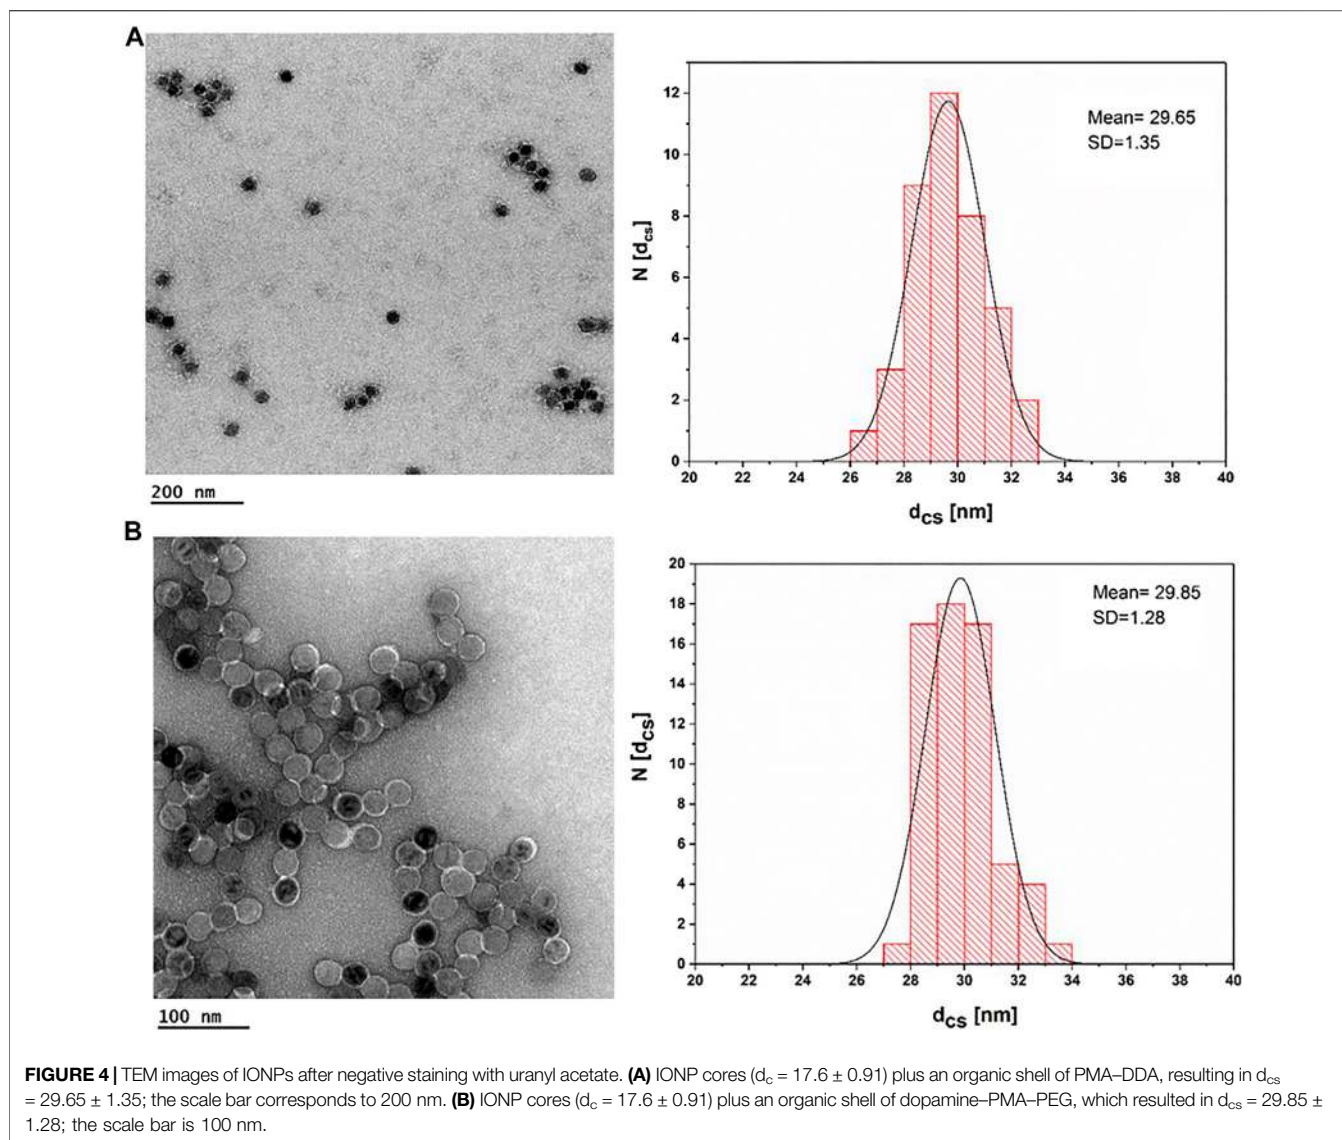 A
12
10
8
6
4
2
0
N [dcs]
Mean= 29.65
SD=1.35
20 22 24 26 28 30 32 34 36 38 40
dcs [nm]
200 nm
B
20
18
16
14
12
10
8
6
4
2
0
N [dcs]
Mean= 29.85
SD=1.28
20 22 24 26 28 30 32 34 36 38 40
dcs [nm]
100 nm
FIGURE 4 | TEM images of IONPs after negative staining with uranyl acetate. (A) IONP cores (dc = 17.6 ± 0.91) plus an organic shell of PMA–DDA, resulting in dcs
= 29.65 ± 1.35; the scale bar corresponds to 200 nm. (B) IONP cores (dc = 17.6 ± 0.91) plus an organic shell of dopamine–PMA–PEG, which resulted in dcs = 29.85 ±
1.28; the scale bar is 100 nm.